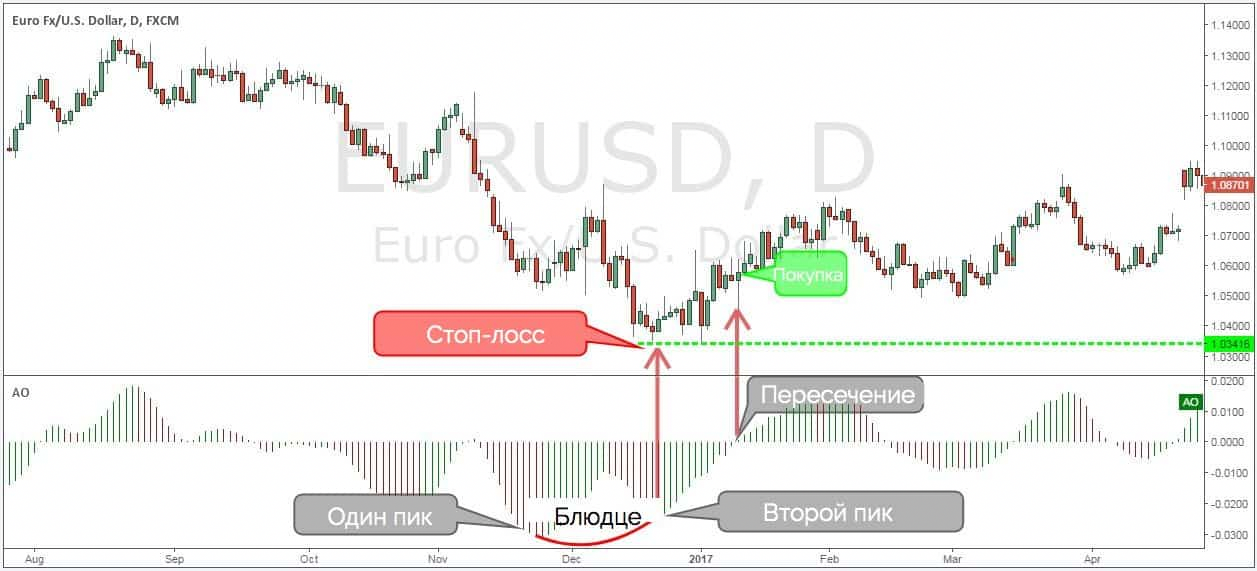 Euro Fx/U.S. Dollar, D, FXCM
1.14000
1.13000
1.12000
1.11000
1.10000
EURUSD, D
1.09000
1.08701
1.08000
1.07000
Euro Fx/U.S. Dollar
Покупка
1.06000
1.05000
Стоп-лосс
1.04000
1.03416
1.03000
AO
0.0200
Пересечение
AO
0.0100
0.0000
-0.0100
-0.0200
Один пик
Блюдце
Второй пик
-0.0300
Aug
Sep
Oct
Nov
Dec
2017
Feb
Mar
Apr